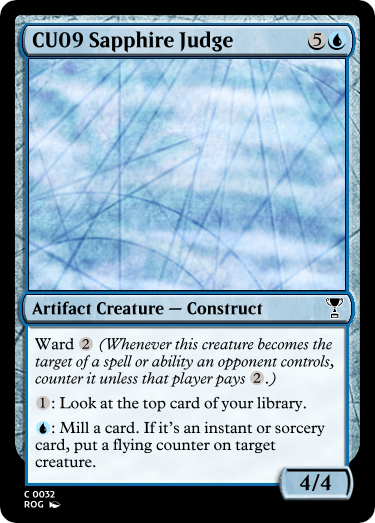 CU09 Sapphire Judge 5
Artifact Creature — Construct
Ward 2 (Whenever this creature becomes the
target of a spell or ability an opponent controls,
counter it unless that player pays 2.)
1: Look at the top card of your library.
: Mill a card. If it's an instant or sorcery
card, put a flying counter on target
creature.
4/4
C 0032
ROG